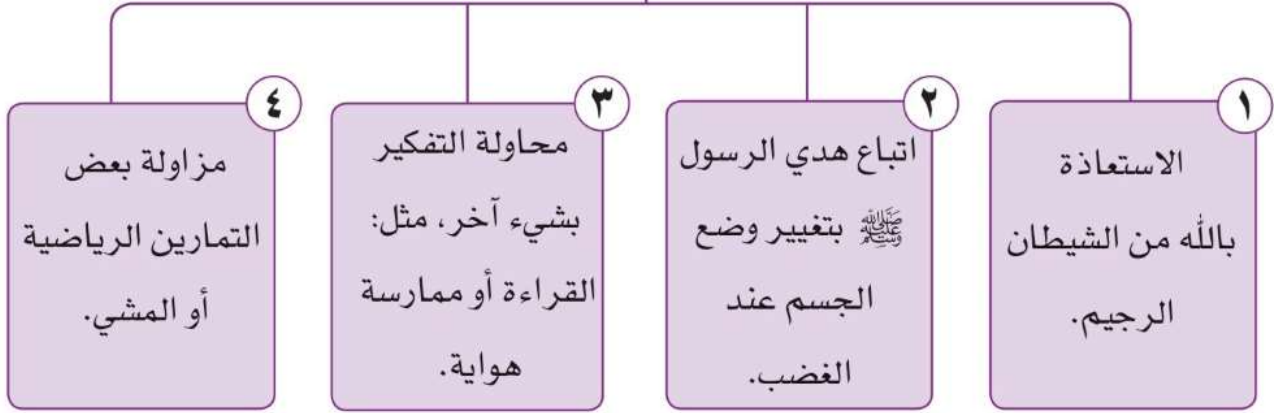 ١
الاستعاذة
بالله من الشيطان
الرجيم.
٢
اتباع هدي الرسول
ﷺ بتغيير وضع
الجسم عند
الغضب.
٣
محاولة التفكير
بشيء آخر، مثل:
القراءة أو ممارسة
هواية.
٤
مزاولة بعض
التمارين الرياضية
أو المشي.